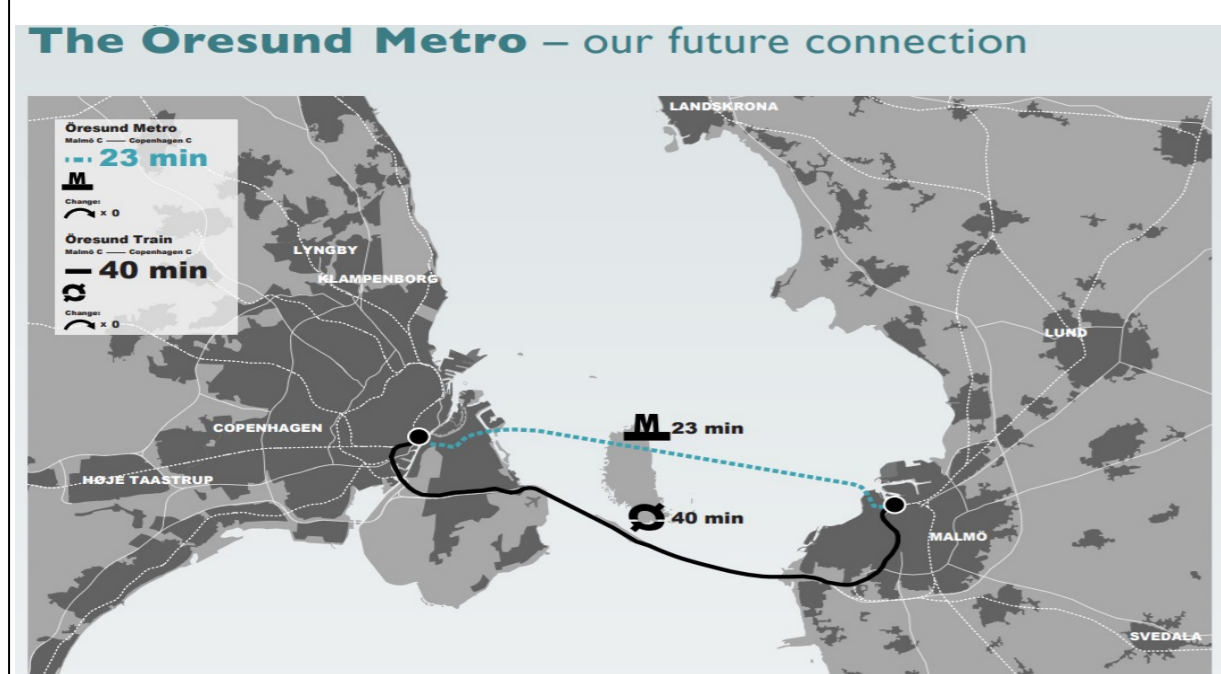 The Öresund Metro – our future connection
Öresund Metro
Malmö C —— Copenhagen C
23 min
M
Change:
x 0
Öresund Train
Malmö C —— Copenhagen C
40 min
Change:
x 0
LANDSKRONA
LYNGBY
KLAMPENBORG
LUND
COPENHAGEN
M 23 min
HØJE TAASTRUP
40 min
MALMÖ
SVEDALA